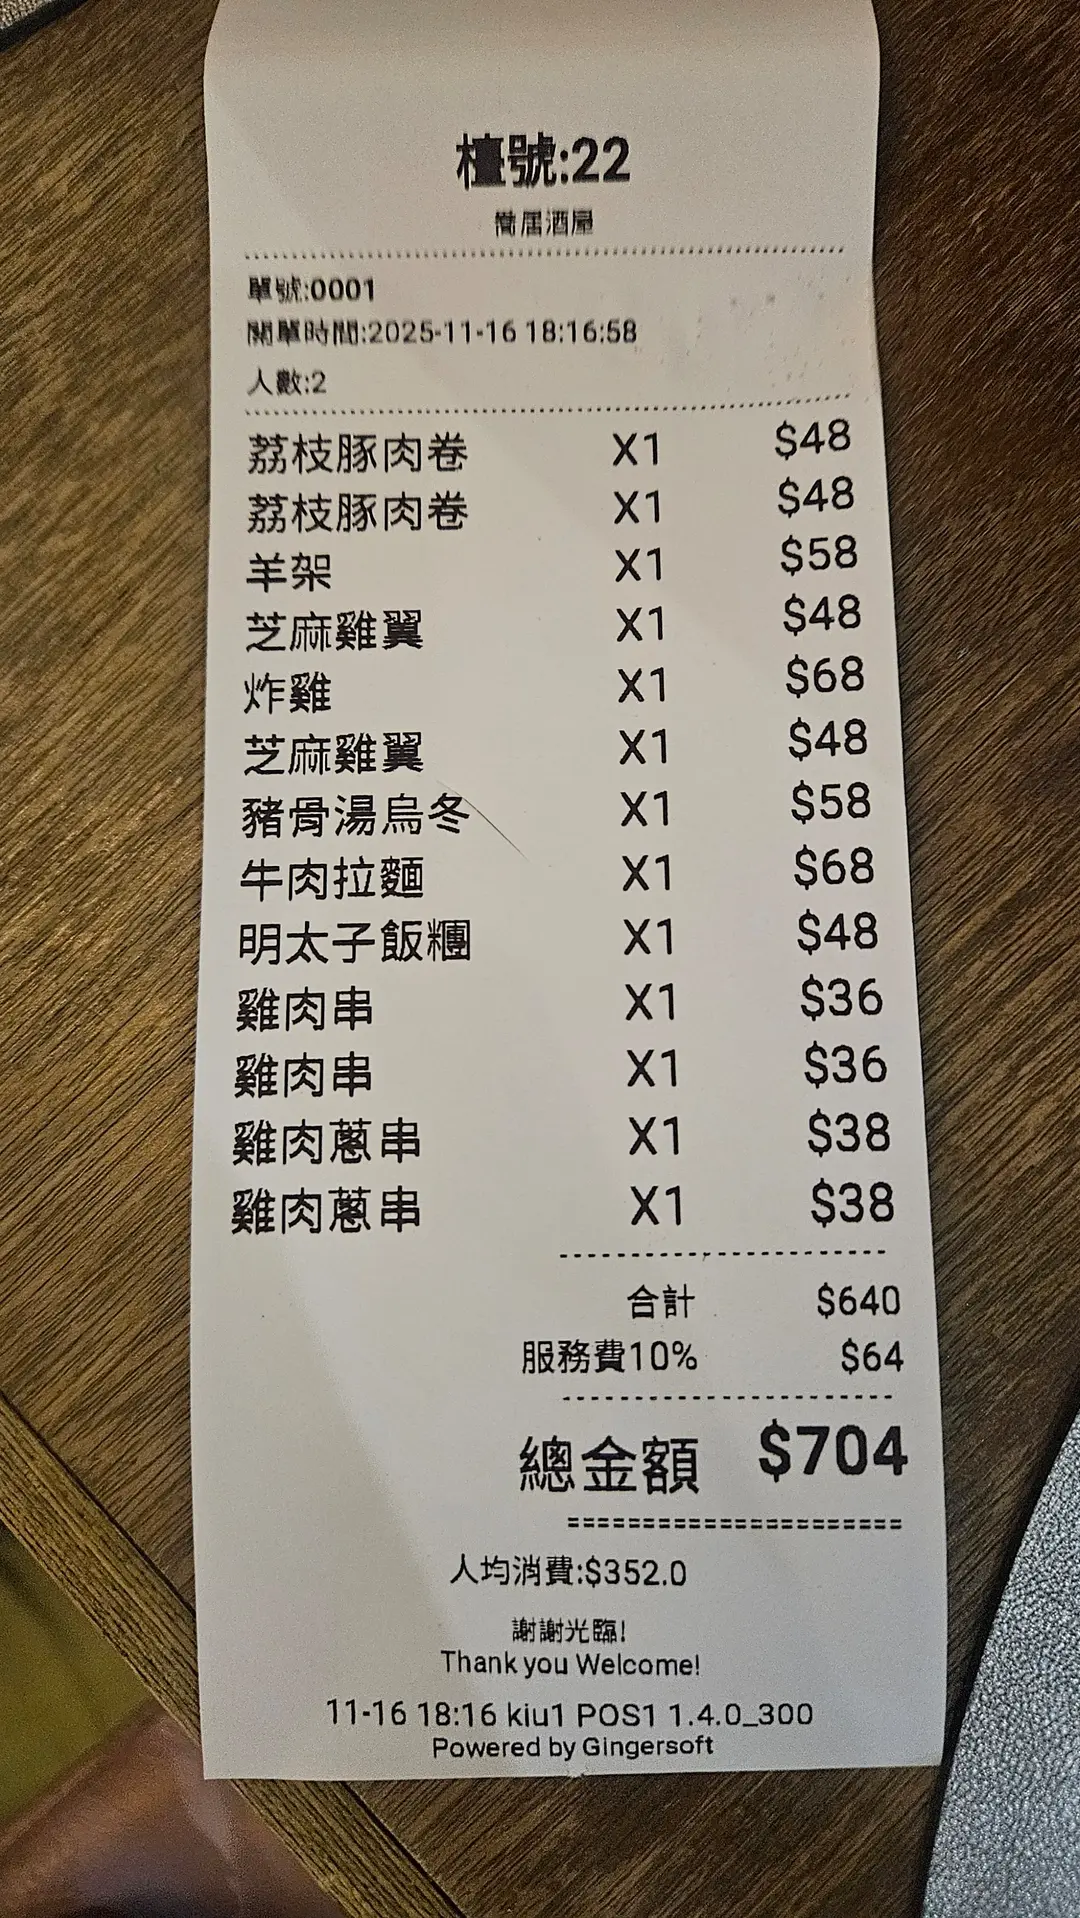 檯號:22
喬居酒屋
單號:0001
開單時間:2025-11-16 18:16:58
人數:2
荔枝豚肉卷 X1 $48
荔枝豚肉卷 X1 $48
羊架 X1 $58
芝麻雞翼 X1 $48
炸雞 X1 $68
芝麻雞翼 X1 $48
豬骨湯烏冬 X1 $58
牛肉拉麵 X1 $68
明太子飯糰 X1 $48
雞肉串 X1 $36
雞肉串 X1 $36
雞肉蔥串 X1 $38
雞肉蔥串 X1 $38
合計 $640
服務費10% $64
總金額 $704
======================
人均消費:$352.0
謝謝光臨!
Thank you Welcome!
11-16 18:16 kiu1 POS1 1.4.0_300
Powered by Gingersoft